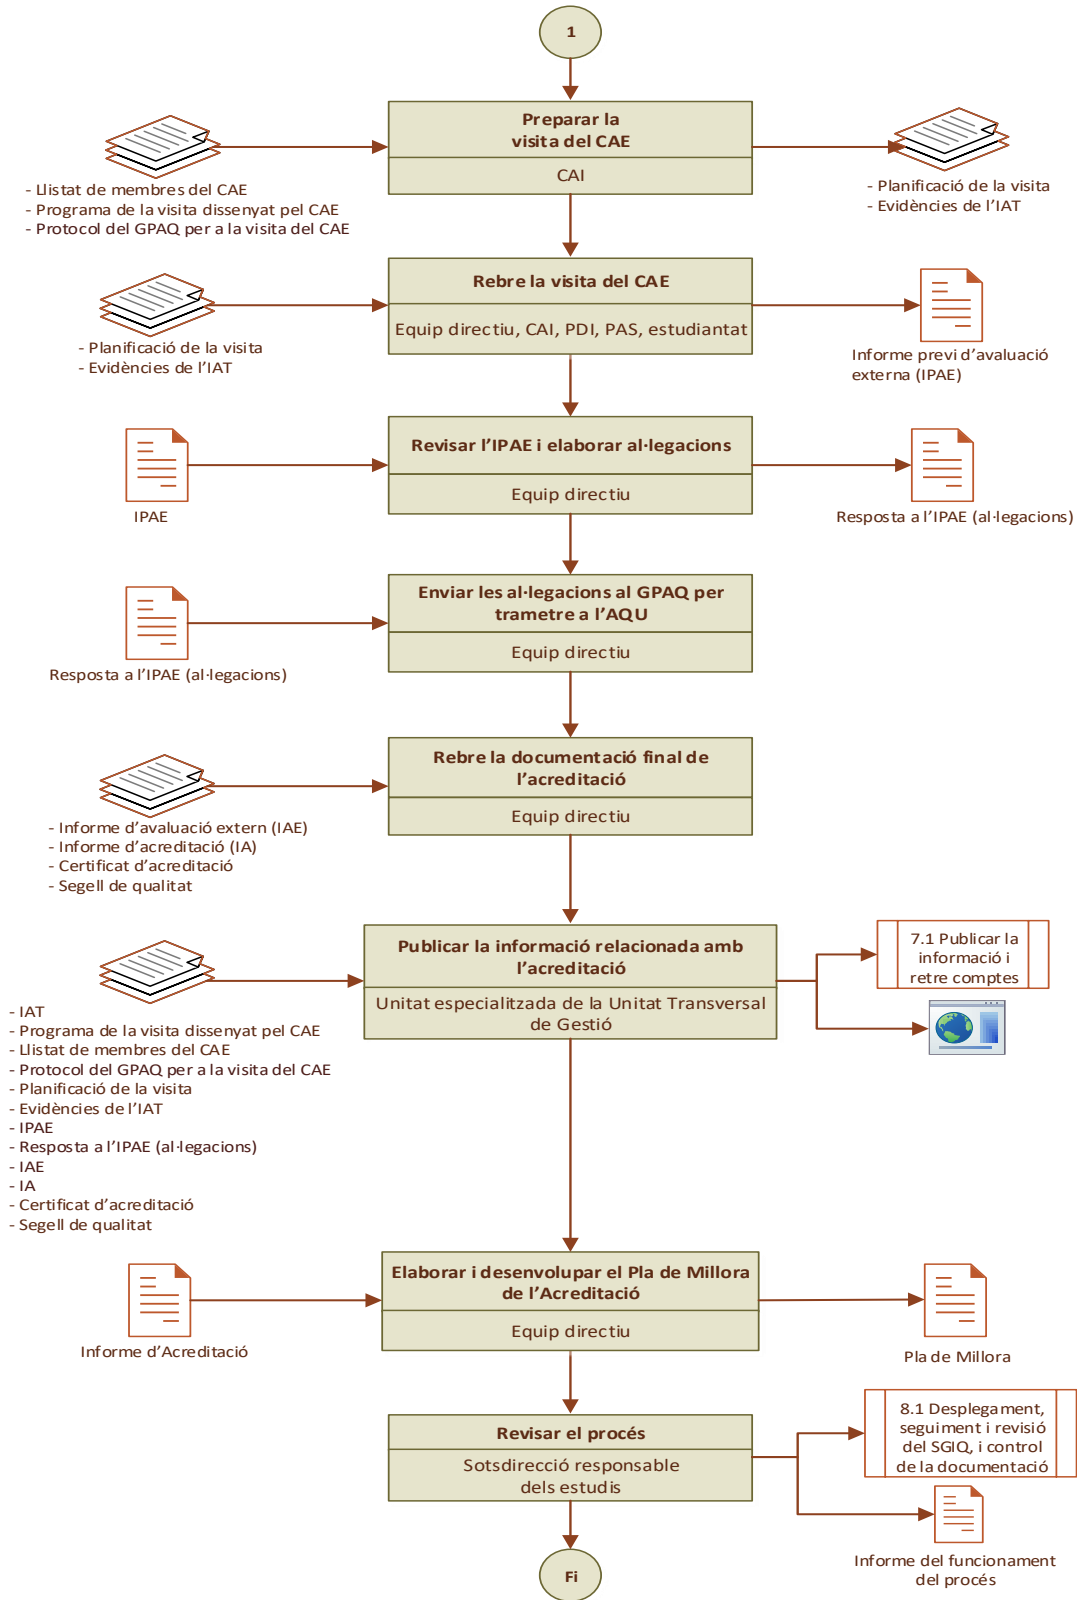 1
Preparar la
visita del CAE
CAI
- Llistat de membres del CAE
- Programa de la visita dissenyat pel CAE
- Protocol del GPAQ per a la visita del CAE
- Planificació de la visita
- Evidències de l'IAT
Rebre la visita del CAE
Equip directiu, CAI, PDI, PAS, estudiantat
- Planificació de la visita
- Evidències de l'IAT
Informe previ d'avaluació
externa (IPAE)
Revisar l'IPAE i elaborar al·legacions
Equip directiu
IPAE
Resposta a l'IPAE (al·legacions)
Enviar les al·legacions al GPAQ per
trametre a l'AQU
Equip directiu
Resposta a l'IPAE (al·legacions)
Rebre la documentació final de
l'acreditació
Equip directiu
- Informe d'avaluació extern (IAE)
- Informe d'acreditació (IA)
- Certificat d'acreditació
- Segell de qualitat
Publicar la informació relacionada amb
l'acreditació
Unitat especialitzada de la Unitat Transversal
de Gestió
7.1 Publicar la
informació i
retre comptes
- IAT
- Programa de la visita dissenyat pel CAE
- Llistat de membres del CAE
- Protocol del GPAQ per a la visita del CAE
- Planificació de la visita
- Evidències de l'IAT
- IPAE
- Resposta a l'IPAE (al·legacions)
- IAE
- IA
- Certificat d'acreditació
- Segell de qualitat
Elaborar i desenvolupar el Pla de Millora
de l'Acreditació
Equip directiu
Informe d'Acreditació
Pla de Millora
Revisar el procés
Sotsdirecció responsable
dels estudis
8.1 Desplegament,
seguiment i revisió
del SGIQ, i control
de la documentació
Informe del funcionament
del procés
Fi